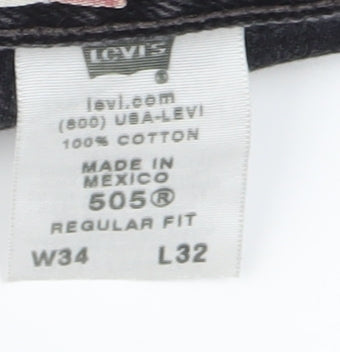 LEVI'S
®
levi.com
(800) USA-LEVI
100% COTTON
MADE IN
MEXICO
505®
REGULAR FIT
W34 L32